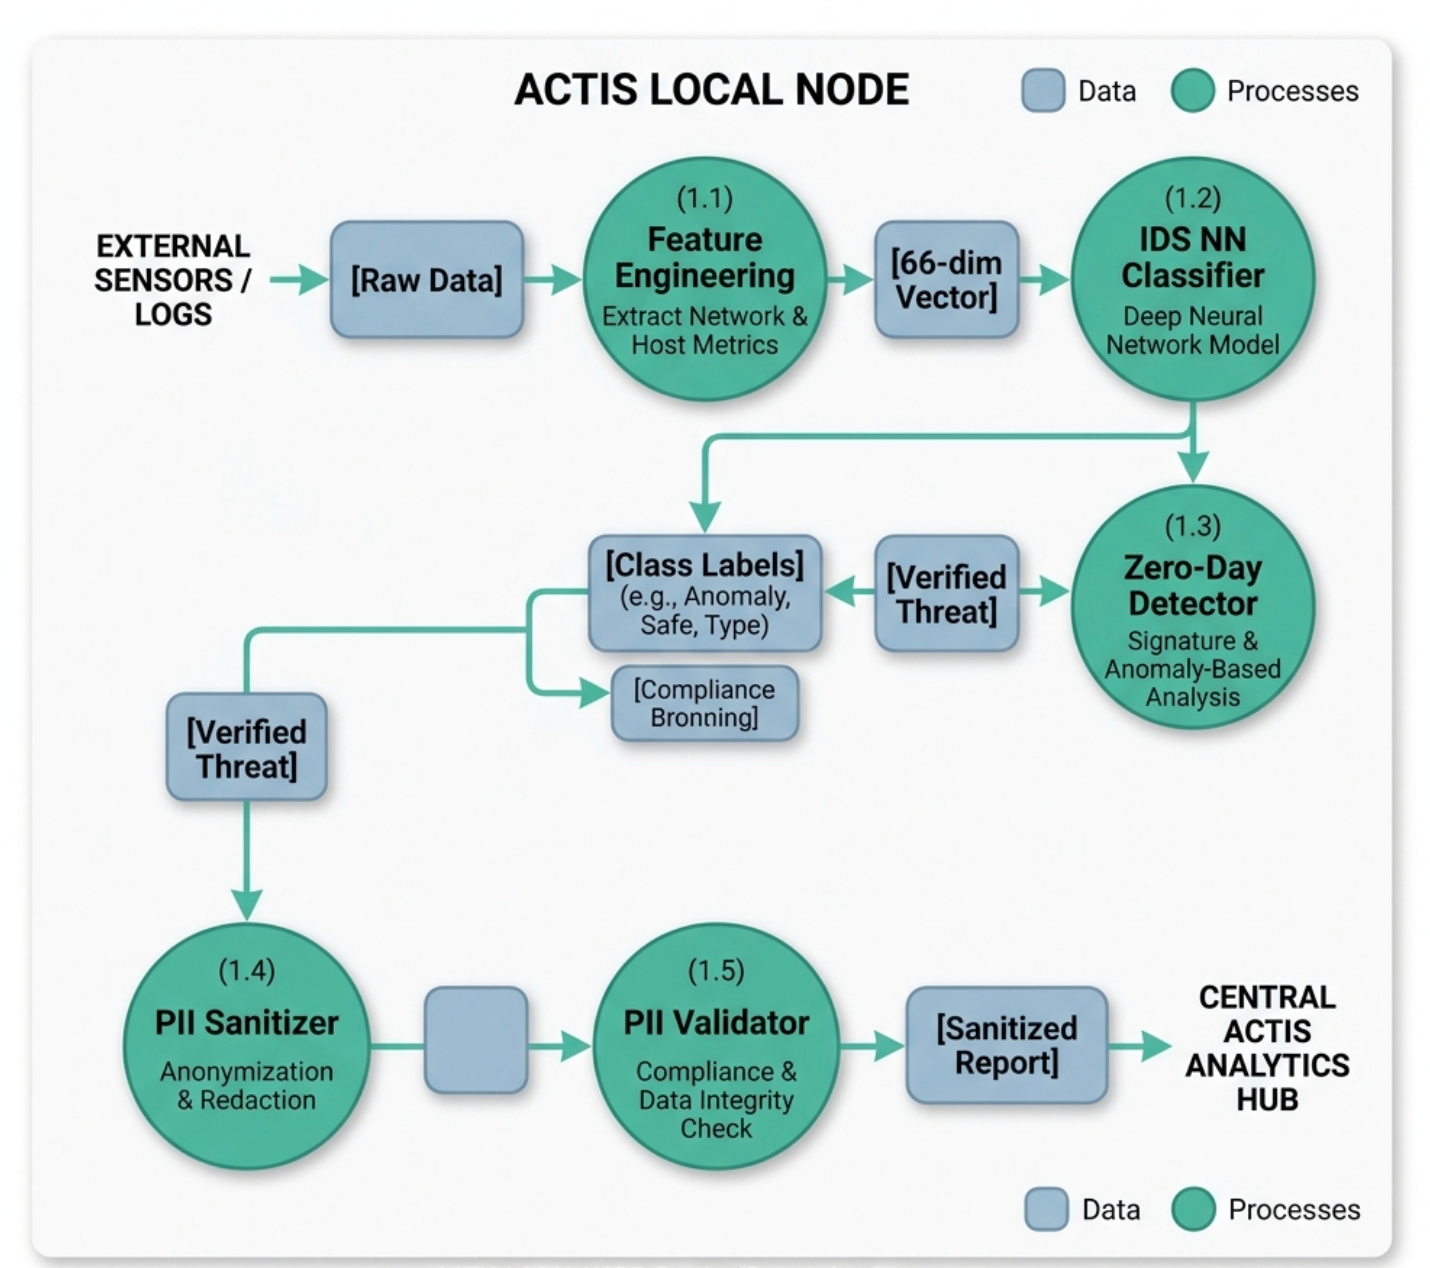 ACTIS LOCAL NODE
Data
Processes
EXTERNAL
SENSORS /
LOGS
[Raw Data]
(1.1)
Feature
Engineering
Extract Network &
Host Metrics
[66-dim
Vector]
(1.2)
IDS NN
Classifier
Deep Neural
Network Model
[Class Labels]
(e.g., Anomaly,
Safe, Type)
[Verified
Threat]
(1.3)
Zero-Day
Detector
Signature &
Anomaly-Based
Analysis
[Compliance
Bronning]
[Verified
Threat]
(1.4)
PII Sanitizer
Anonymization
& Redaction
(1.5)
PII Validator
Compliance &
Data Integrity
Check
[Sanitized
Report]
CENTRAL
ACTIS
ANALYTICS
HUB
Data
Processes